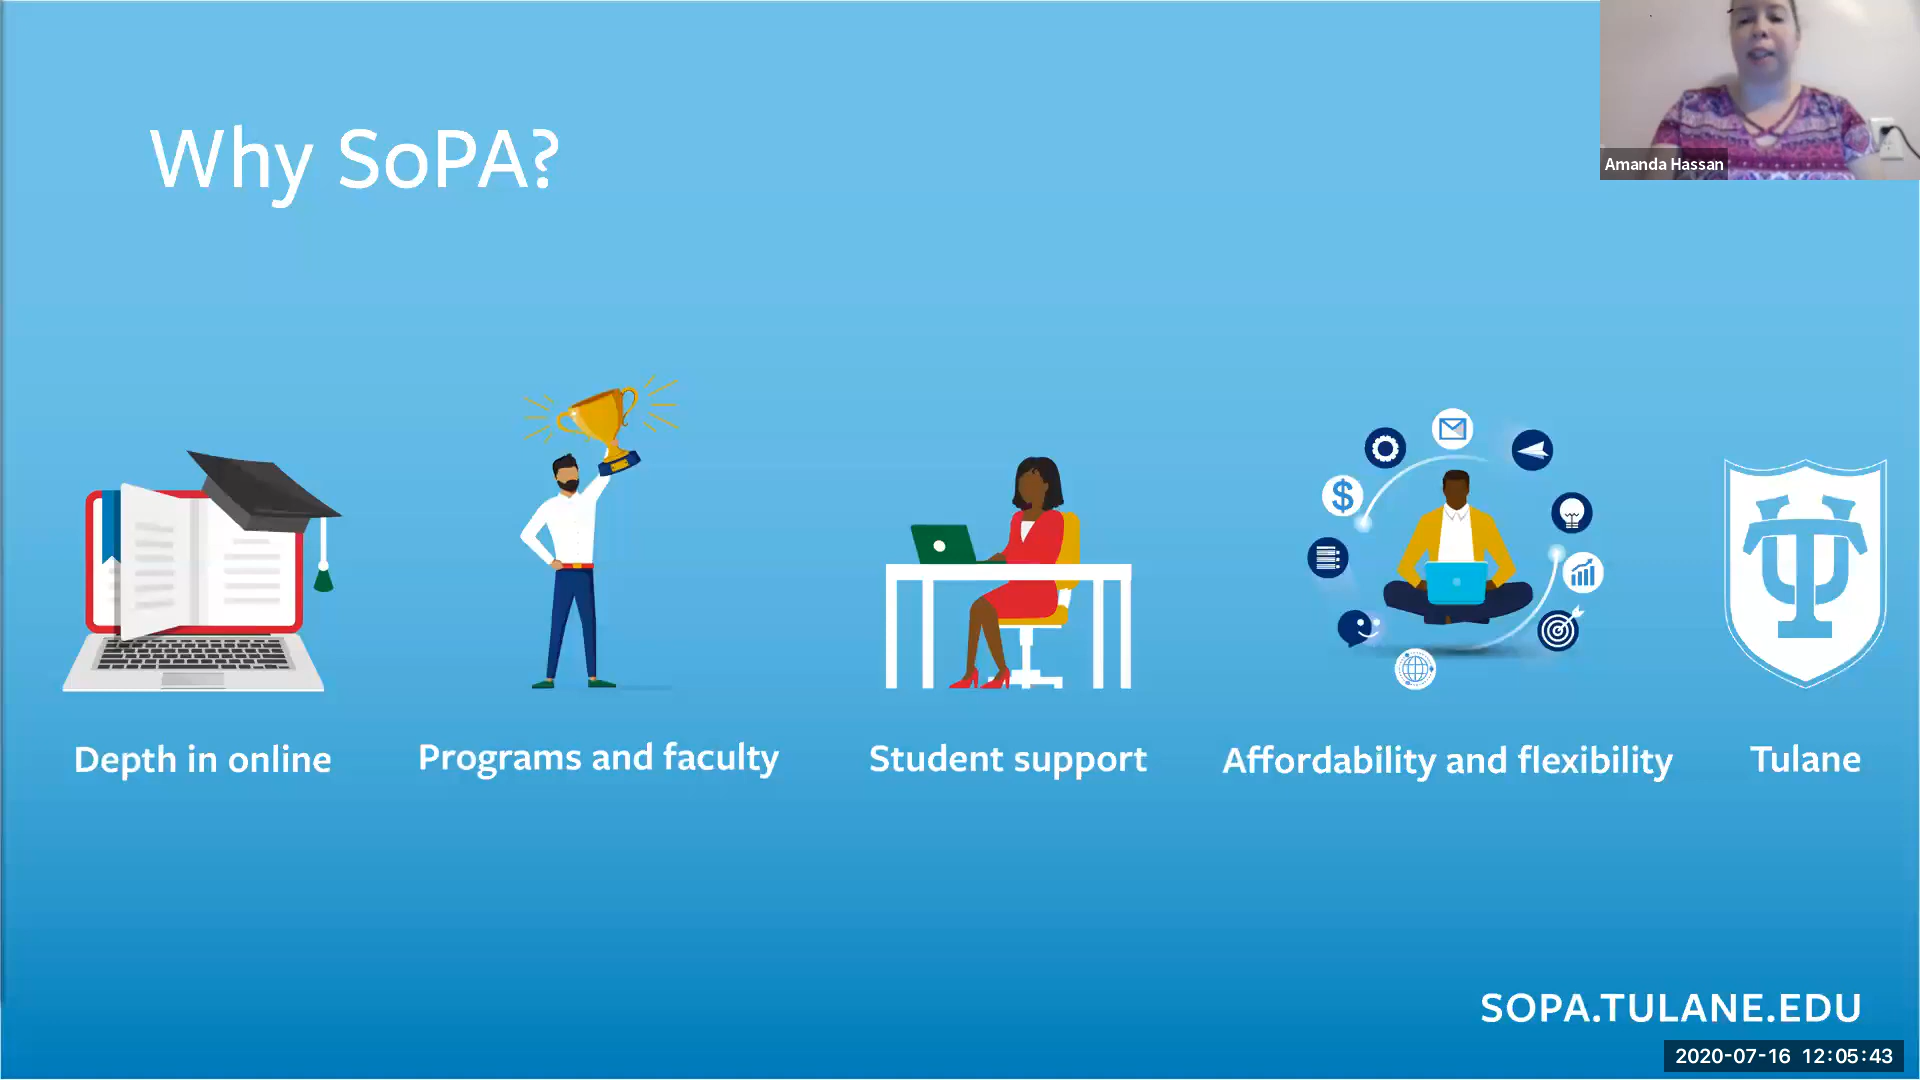 Why SoPA?
Amanda Hassan
Depth in online
Programs and faculty
Student support
Affordability and flexibility
Tulane
SOPA.TULANE.EDU
2020-07-16 12:05:43